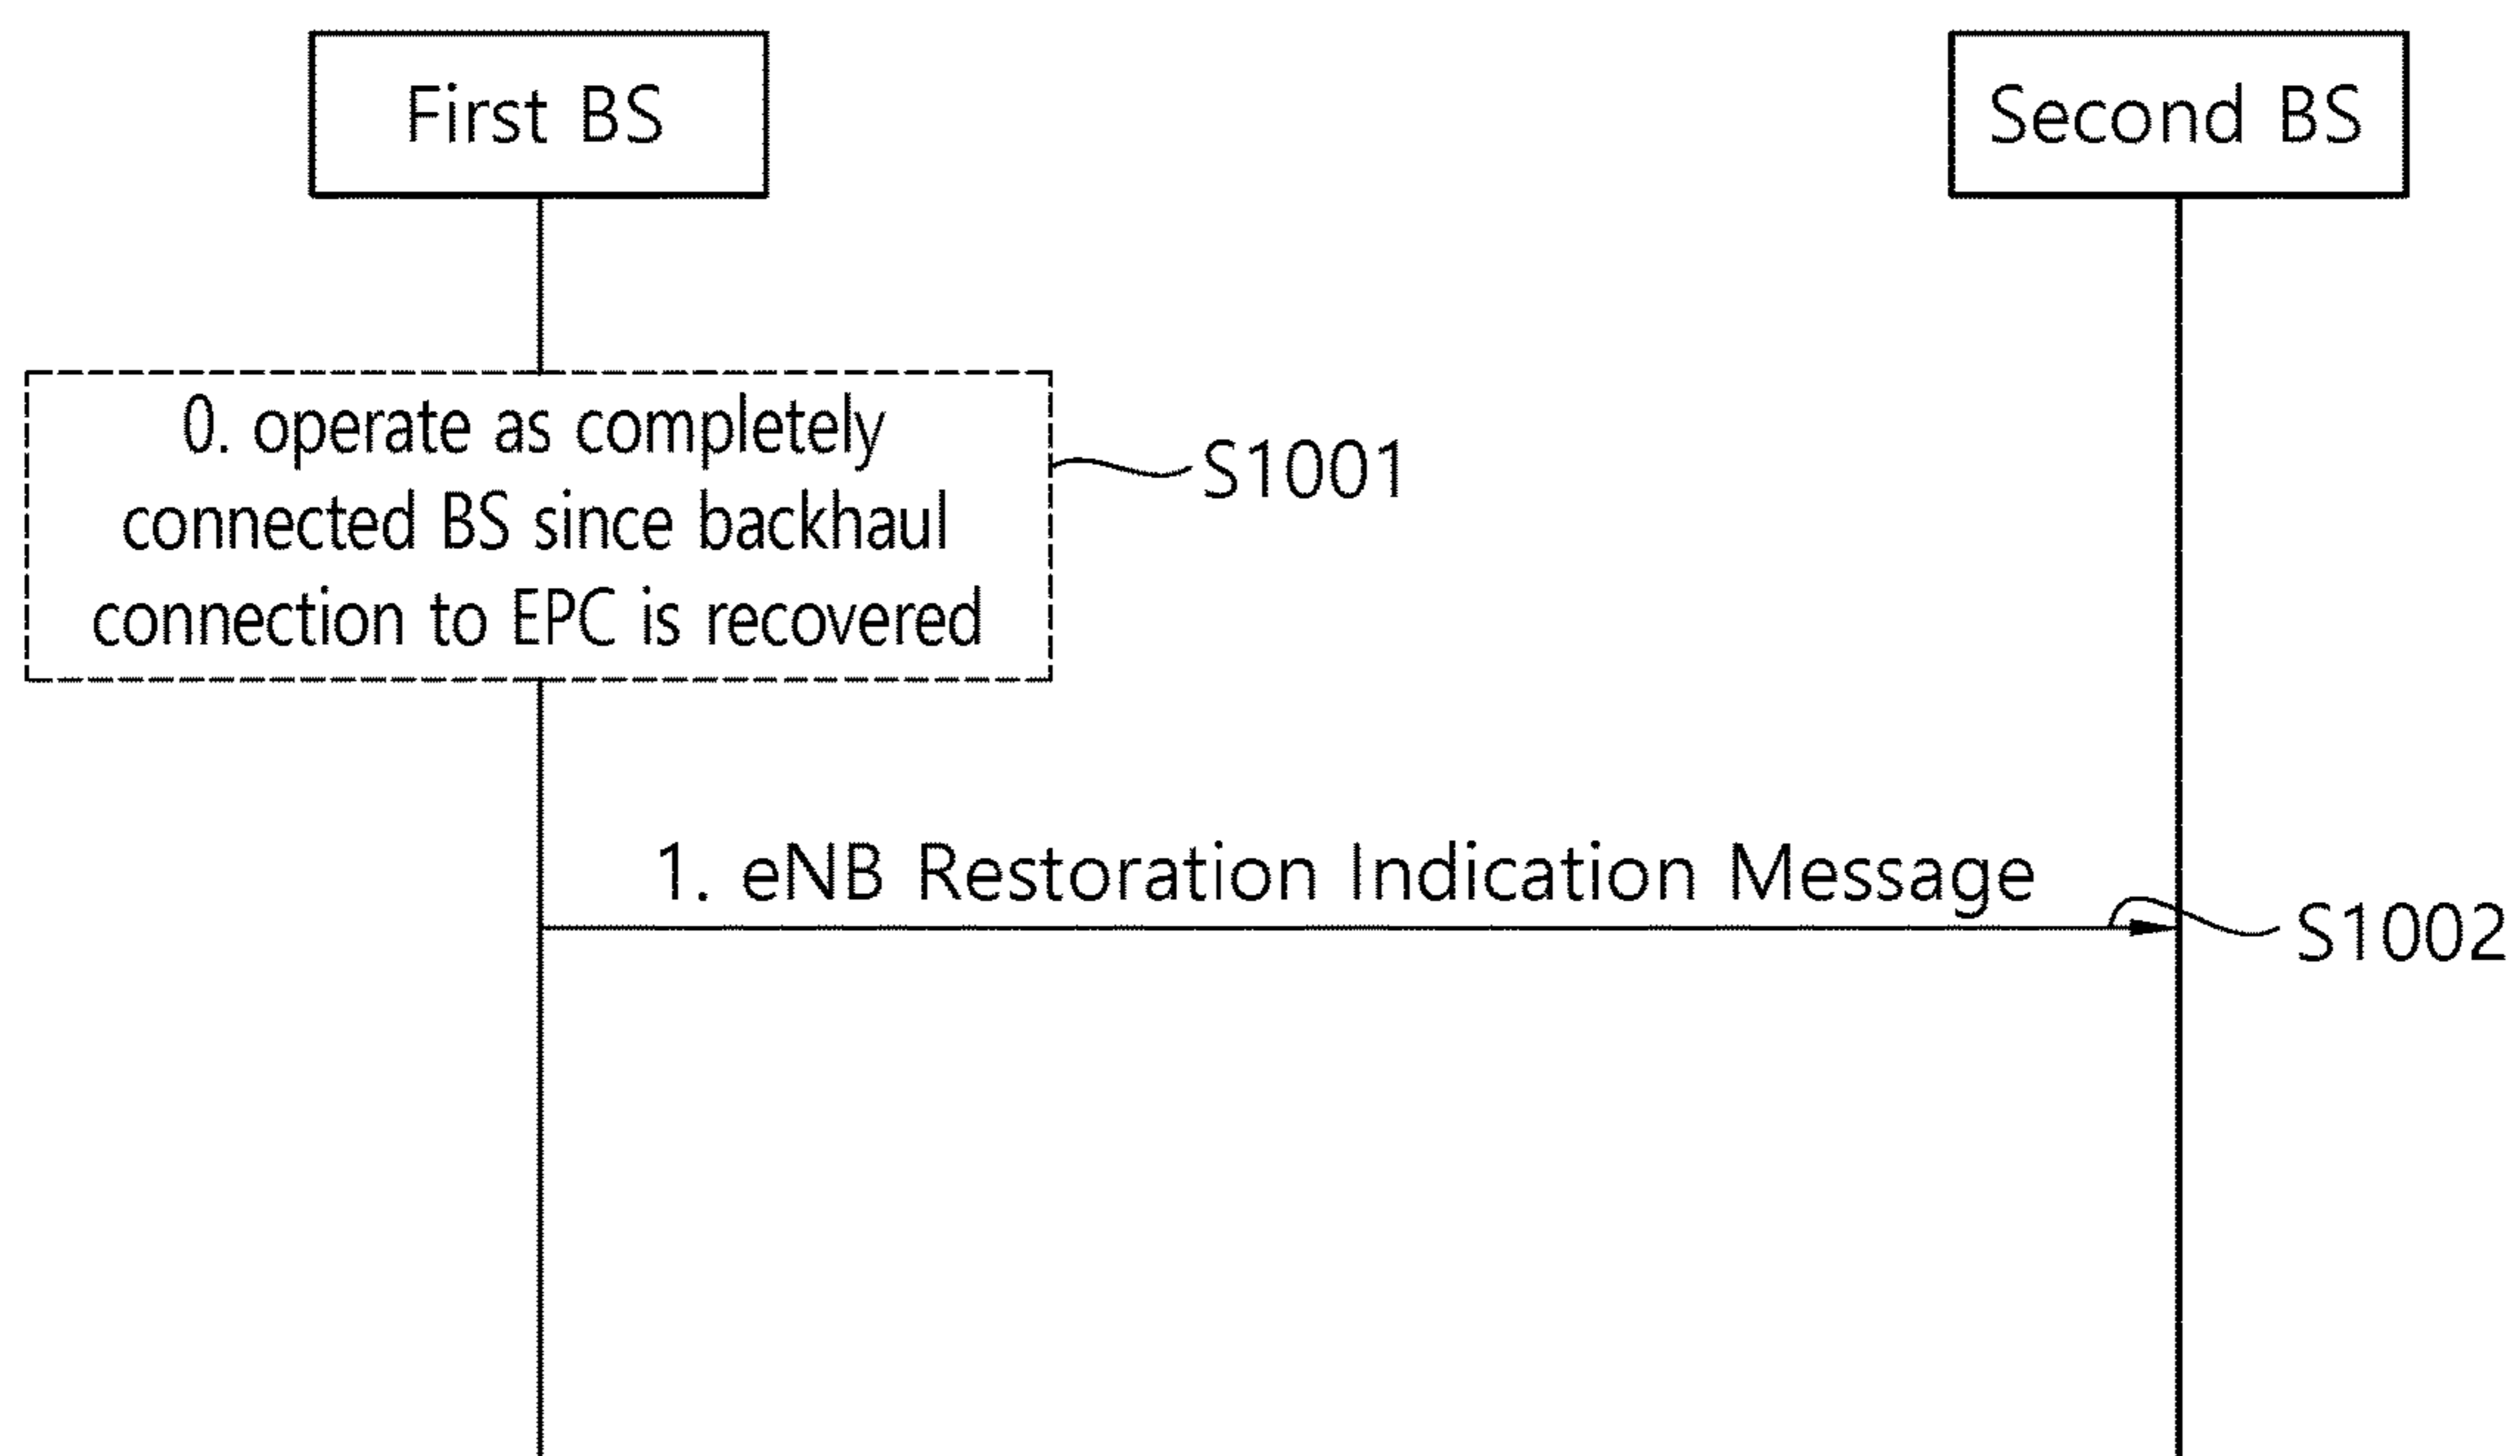 First BS
Second BS
0. operate as completely
connected BS since backhaul
connection to EPC is recovered
S1001
1. eNB Restoration Indication Message
S1002